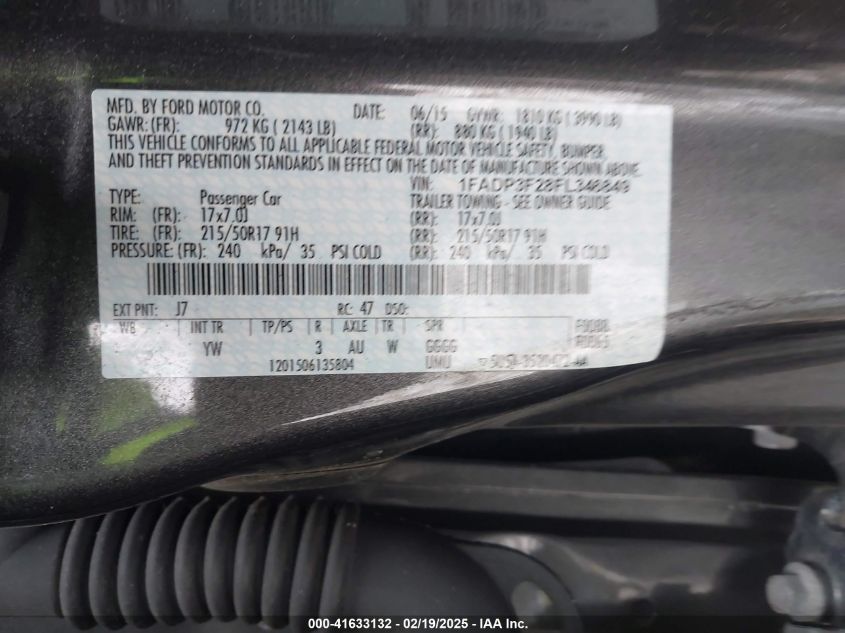 MFD. BY FORD MOTOR CO. DATE: 06/15 GVWR: 1810 KG ( 3990 LB)
GAWR:(FR): 972 KG ( 2143 LB) (RR): 880 KG ( 1940 LB)
THIS VEHICLE CONFORMS TO ALL APPLICABLE FEDERAL MOTOR VEHICLE SAFETY, BUMPER,
AND THEFT PREVENTION STANDARDS IN EFFECT ON THE DATE OF MANUFACTURE SHOWN ABOVE.
VIN: 1FADP3F28FL346849
TYPE: Passenger Car TRAILER TOWING - SEE OWNER GUIDE
RIM: (FR): 17x7.0J (RR): 17x7.0J
TIRE: (FR): 215/50R17 91H (RR): 215/50R17 91H
PRESSURE: (FR): 240 kPa/ 35 PSI COLD (RR): 240 kPa/ 35 PSI COLD
EXT PNT: J7 RC: 47 DSO:
WB INT TR TP/PS R AXLE TR SPR
YW 3 AU W GGGG
1201506135804 UMU
000-41633132 - 02/19/2025 - IAA Inc.